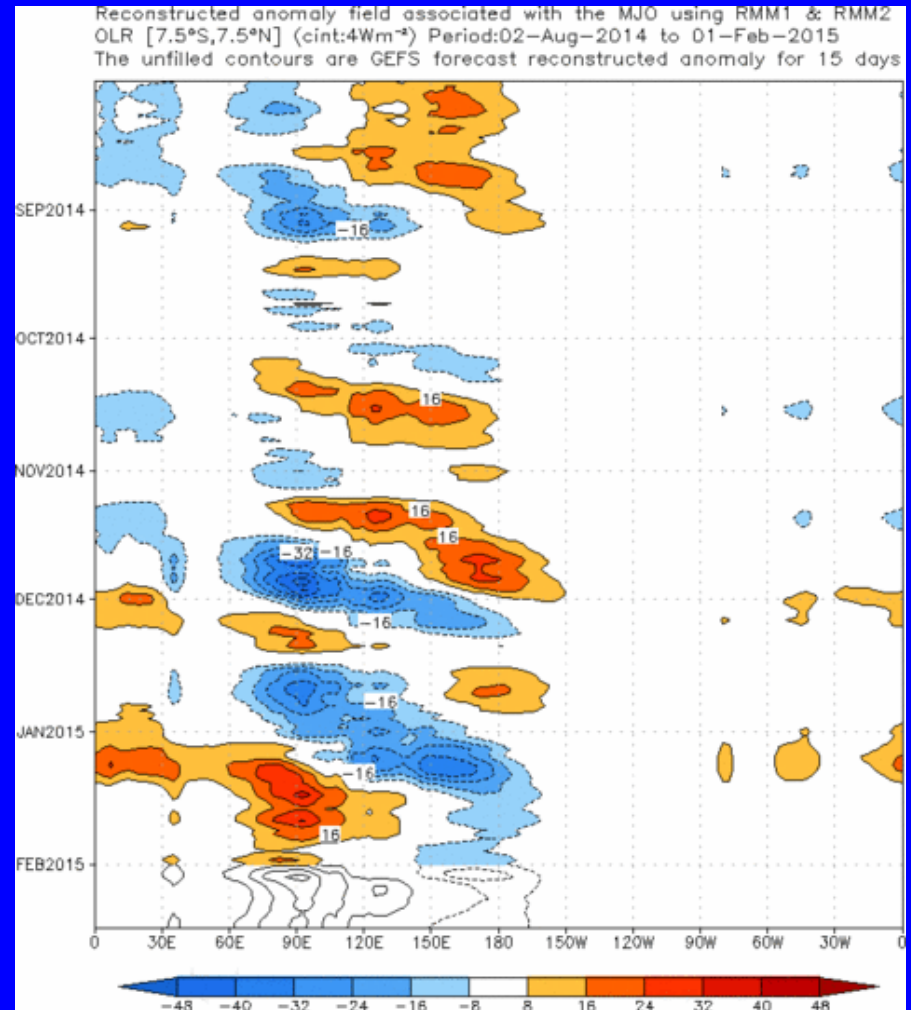 Reconstructed anomaly field associated with the MJO using RMM1 & RMM2
OLR [7.5°S,7.5°N] (cint:4Wm⁻²) Period:02-Aug-2014 to 01-Feb-2015
The unfilled contours are GEFS forecast reconstructed anomaly for 15 days
SEP2014
-16
OCT2014
16
NOV2014
16
16
-32 -16
DEC2014
-16
-16
JAN2015
-16
16
FEB2015
0 30E 60E 90E 120E 150E 180 150W 120W 90W 60W 30W 0
-48 -40 -32 -24 -16 -8 8 16 24 32 40 48